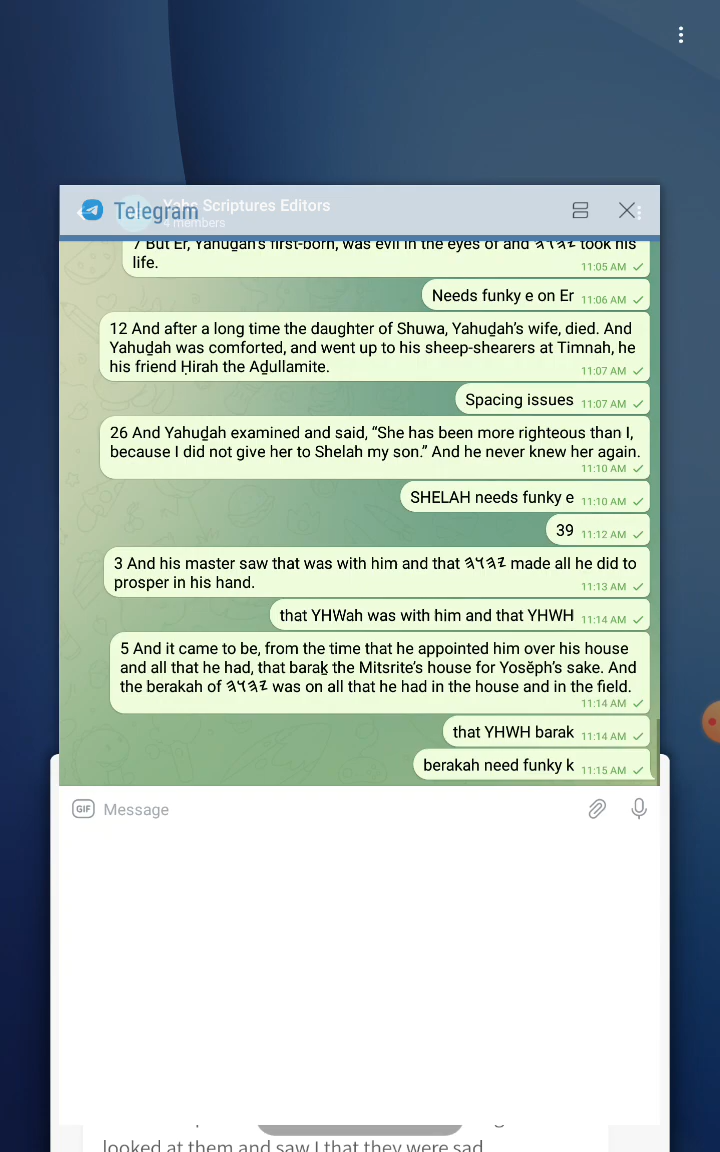 Telegram
Yahs Scriptures Editors
members
7 But Er, Yahuḏah's first-born, was evil in the eyes of and 𐤉𐤄𐤅𐤄 took his
life.
11:05 AM
Needs funky e on Er
11:06 AM
12 And after a long time the daughter of Shuwa, Yahuḏah’s wife, died. And
Yahuḏah was comforted, and went up to his sheep-shearers at Timnah, he
his friend Ḥirah the Aḏullamite.
11:07 AM
Spacing issues
11:07 AM
26 And Yahuḏah examined and said, “She has been more righteous than I,
because I did not give her to Shelah my son.” And he never knew her again.
11:10 AM
SHELAH needs funky e
11:10 AM
39
11:12 AM
3 And his master saw that was with him and that 𐤉𐤄𐤅𐤄 made all he did to
prosper in his hand.
11:13 AM
that YHWah was with him and that YHWH
11:14 AM
5 And it came to be, from the time that he appointed him over his house
and all that he had, that baraḵ the Mitsrite’s house for Yosĕph’s sake. And
the berakah of 𐤉𐤄𐤅𐤄 was on all that he had in the house and in the field.
11:14 AM
that YHWH barak
11:14 AM
berakah need funky k
11:15 AM
GIF
Message
looked at them and saw I that they were sad